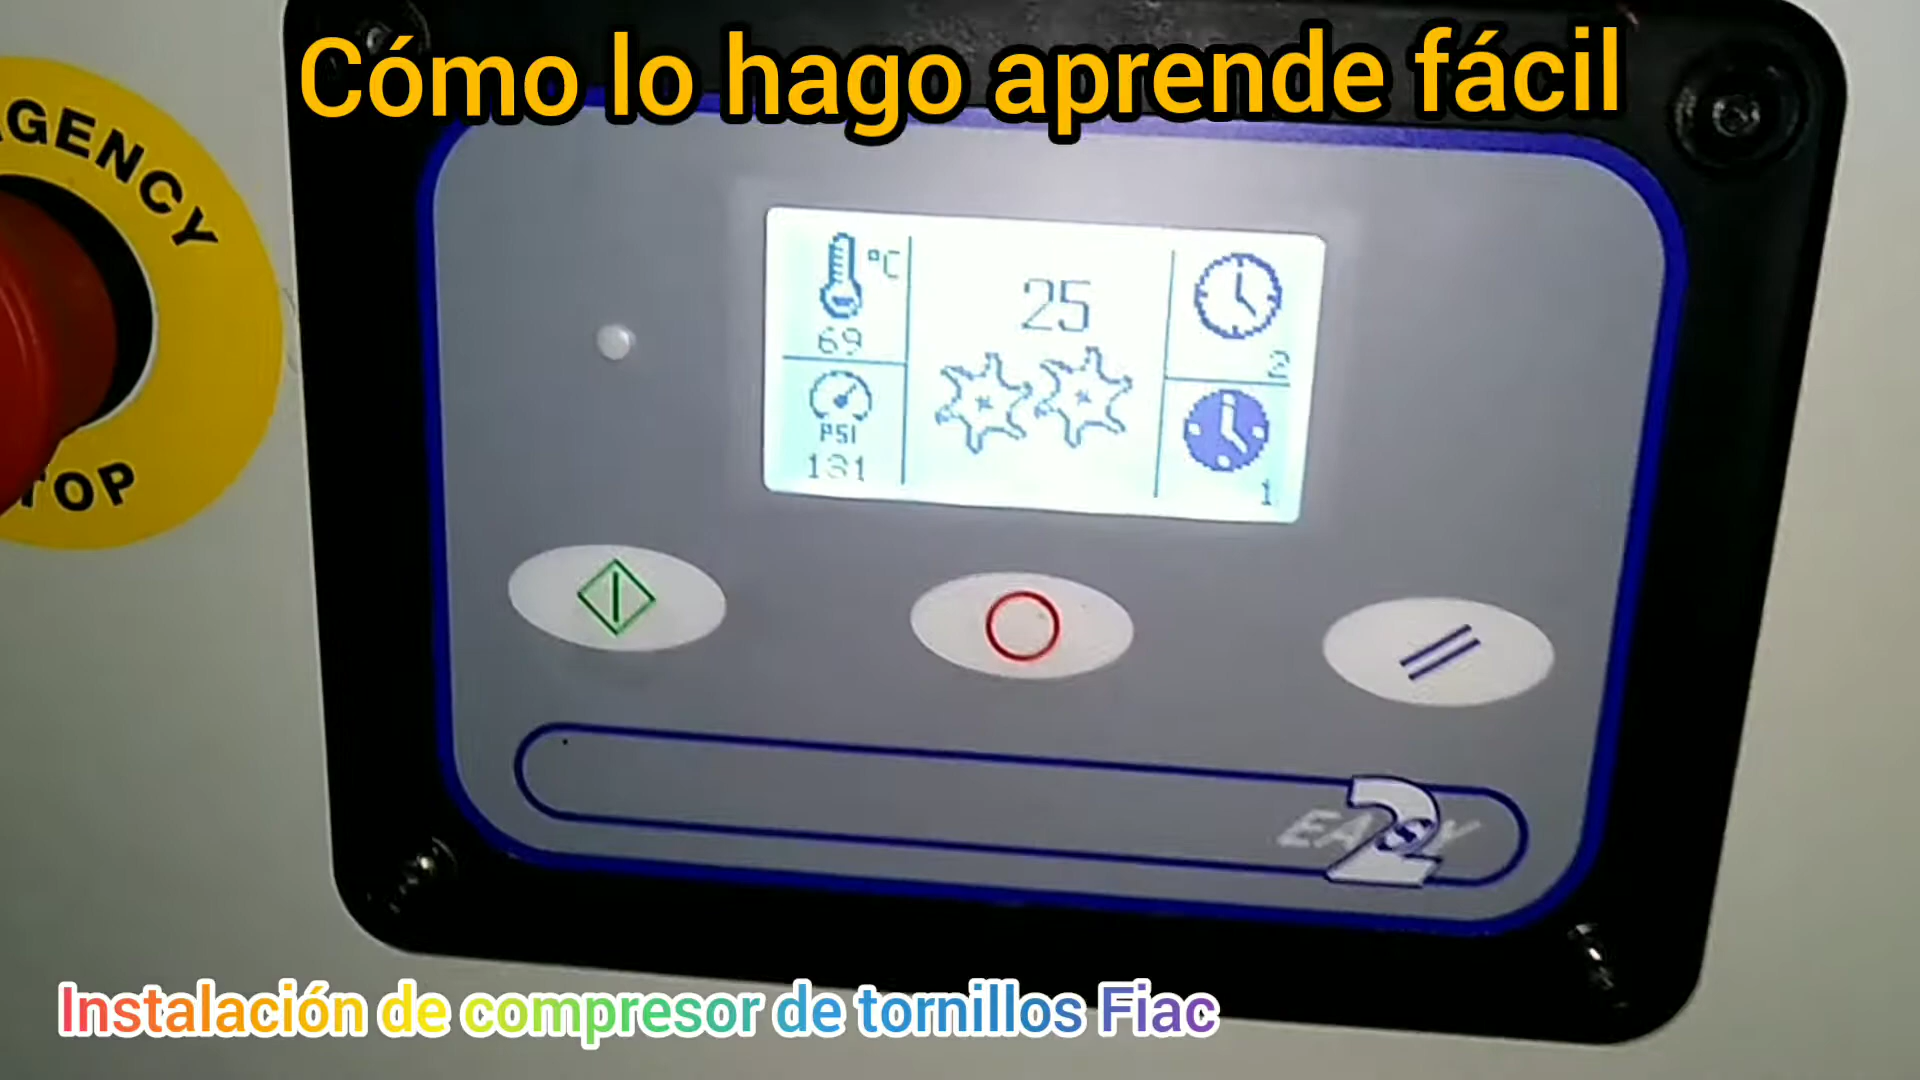 Cómo lo hago aprende fácil
GENCY
TOP
°C
69
PSI
131
25
2
1
EASY
2
Instalación de compresor de tornillos Fiac